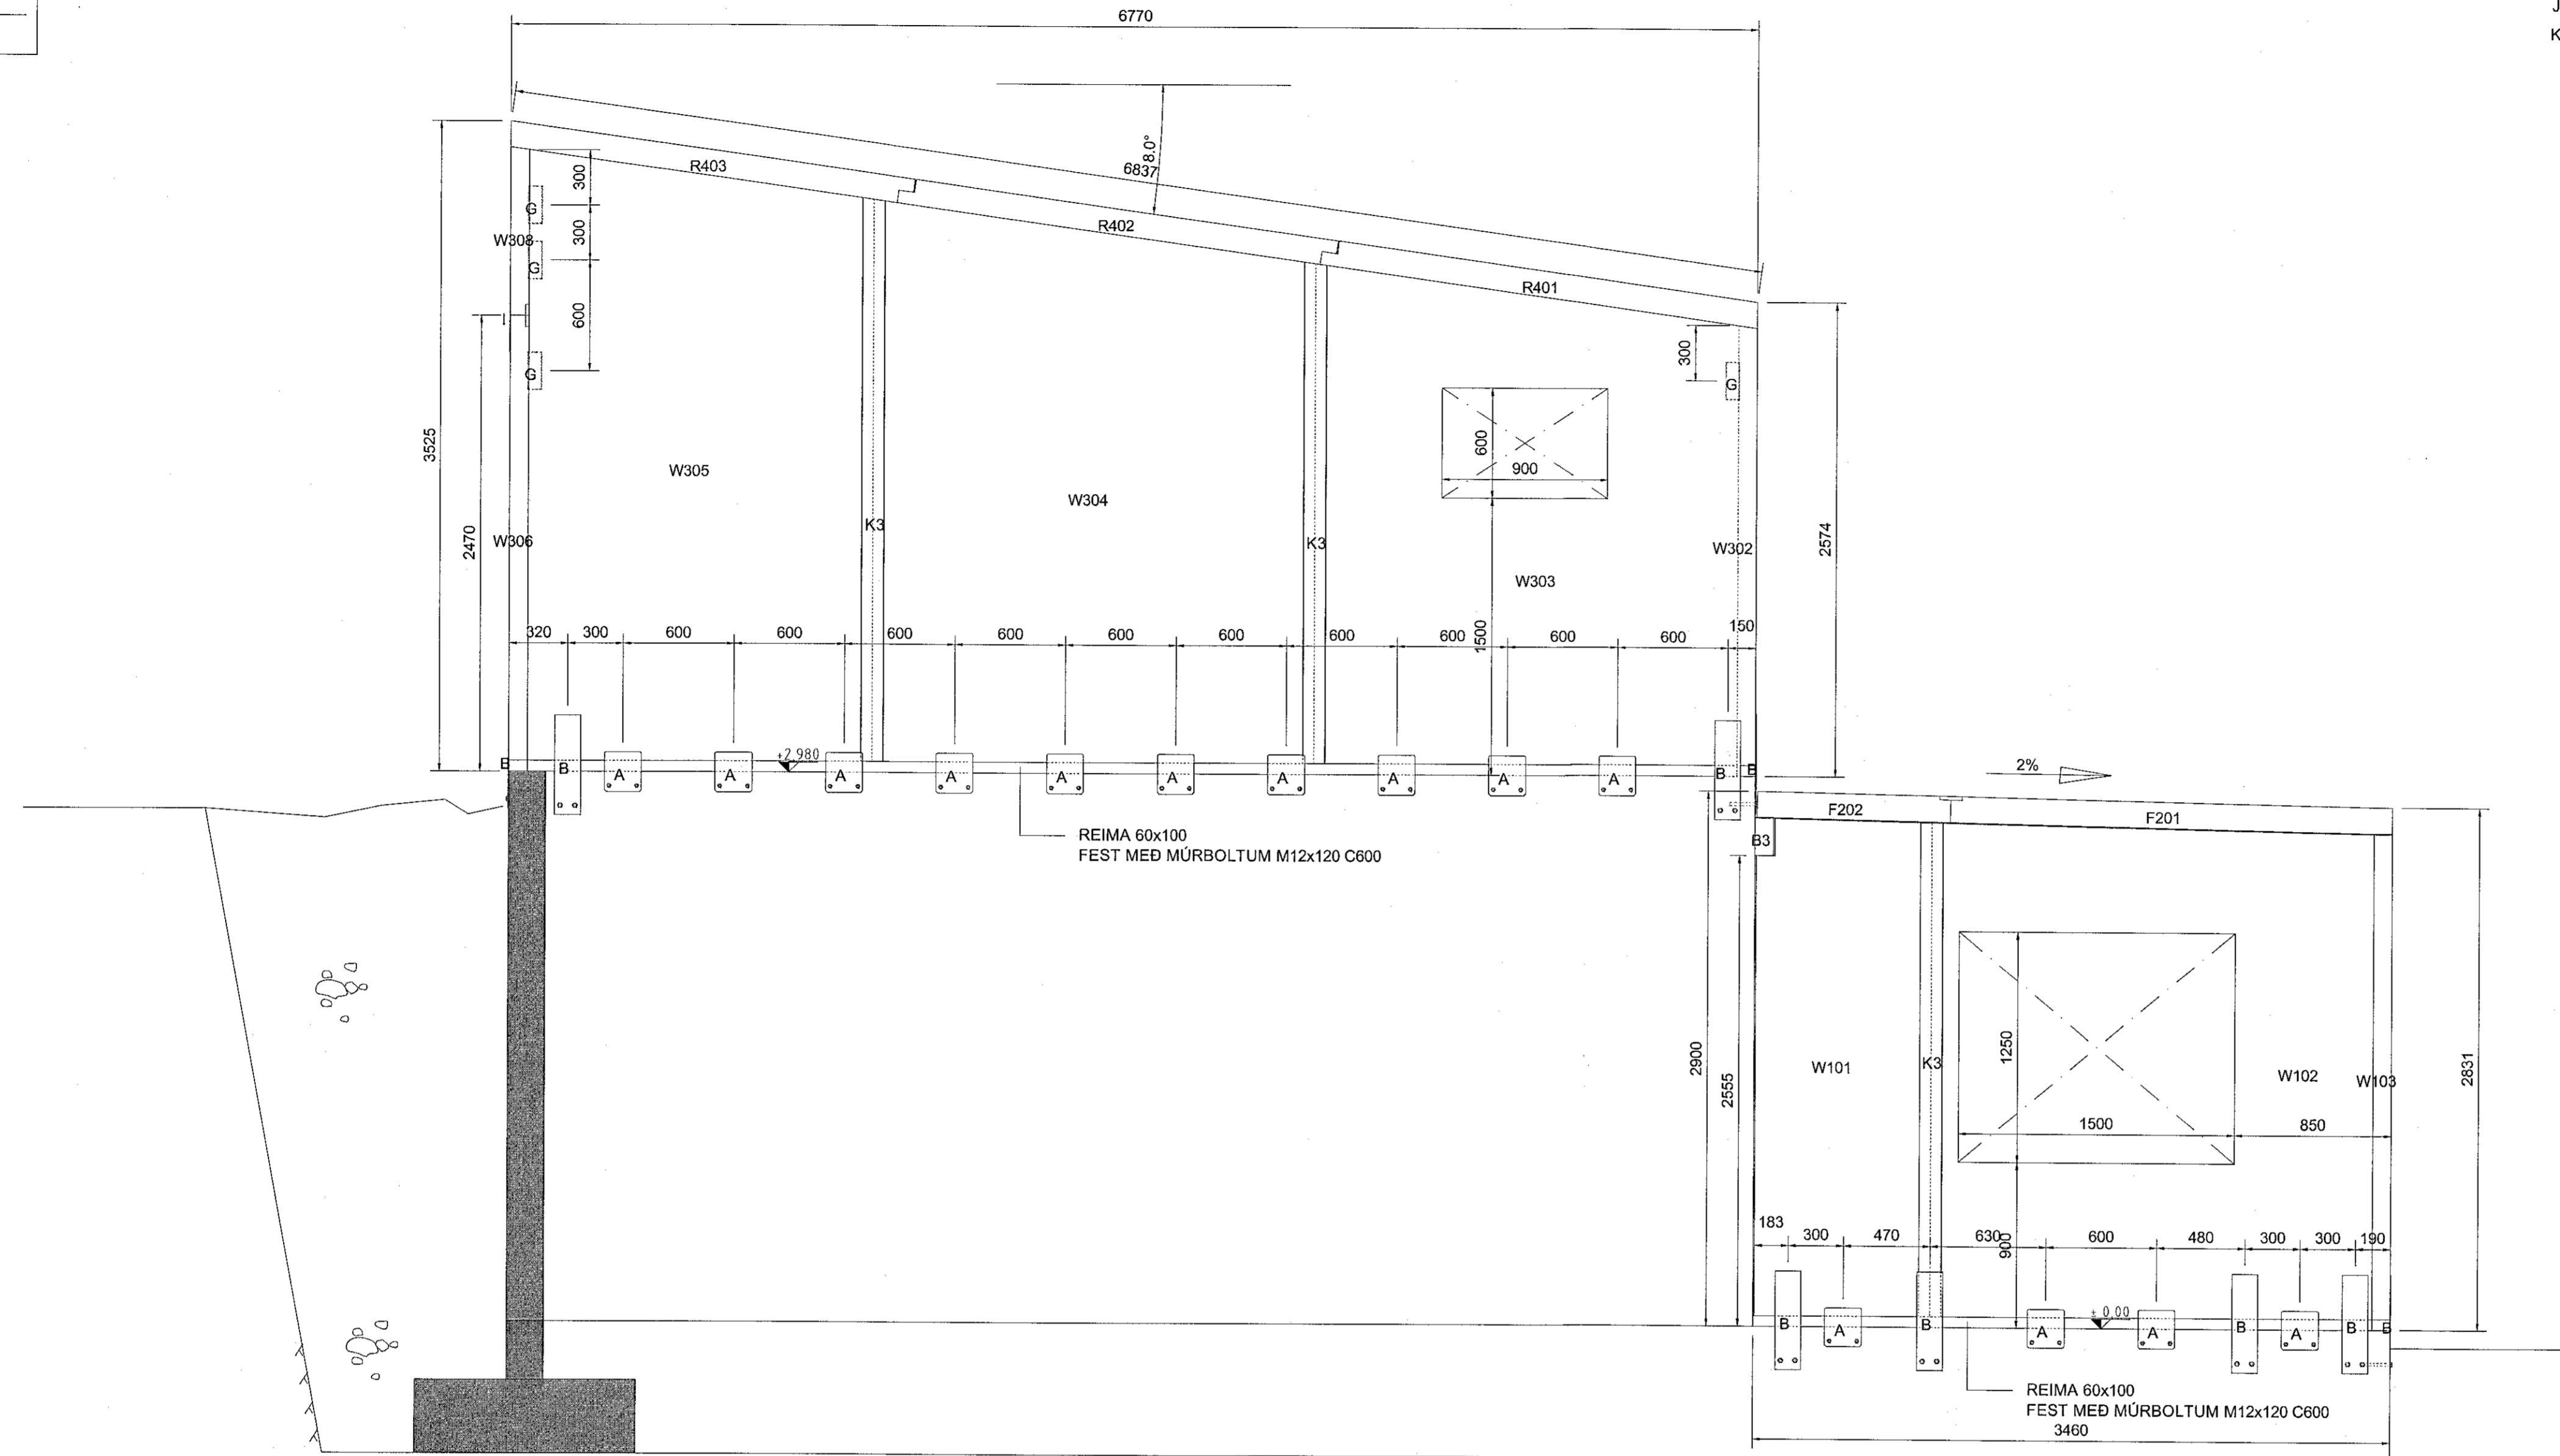 J
K
6770
8.0°
6837
R403
R402
R401
300
300
600
G
G
G
W308
I
300
G
3525
2470
2574
W305
W304
W306
K3
K3
600
900
W302
W303
1500
320
300
600
600
600
600
600
600
600
600
600
600
150
+2.980
B
B
A
A
A
A
A
A
A
A
A
A
B
B
REIMA 60x100
FEST MEÐ MÚRBOLTUM M12x120 C600
2%
F202
F201
B3
2900
2555
1250
2831
W101
K3
W102
W103
1500
850
183
300
470
630
900
600
480
300
300
190
± 0.00
B
A
B
A
A
B
A
B
B
REIMA 60x100
FEST MEÐ MÚRBOLTUM M12x120 C600
3460